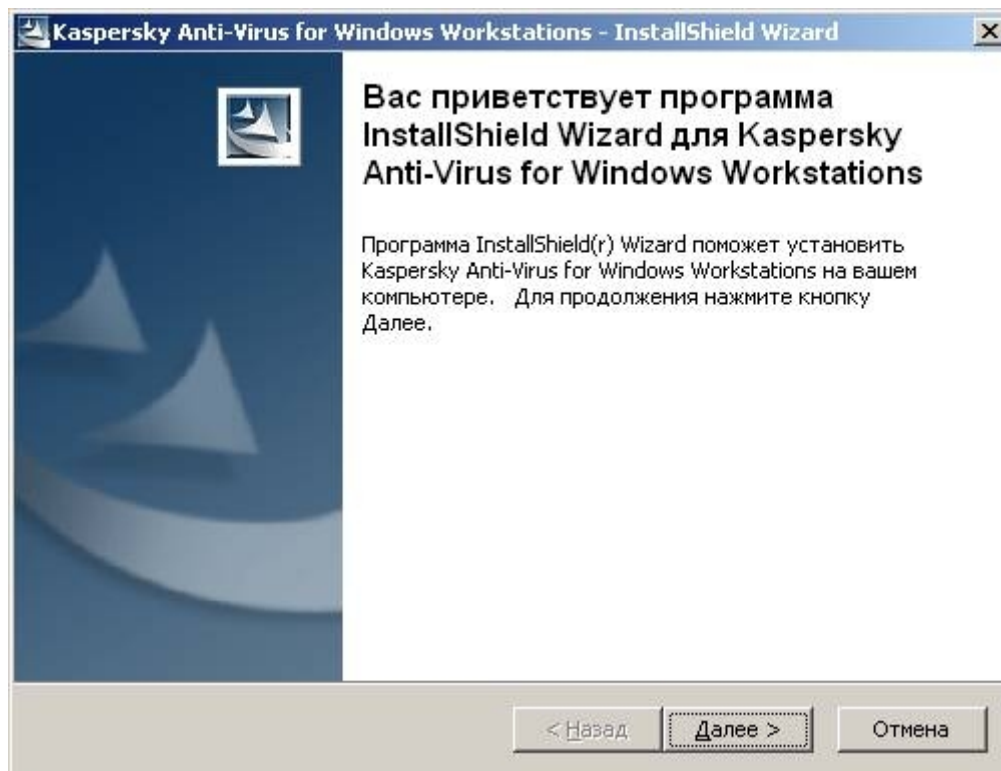 Kaspersky Anti-Virus for Windows Workstations - InstallShield Wizard
Вас приветствует программа
InstallShield Wizard для Kaspersky
Anti-Virus for Windows Workstations
Программа InstallShield(r) Wizard поможет установить
Kaspersky Anti-Virus for Windows Workstations на вашем
компьютере. Для продолжения нажмите кнопку
Далее.
< Назад
Далее >
Отмена